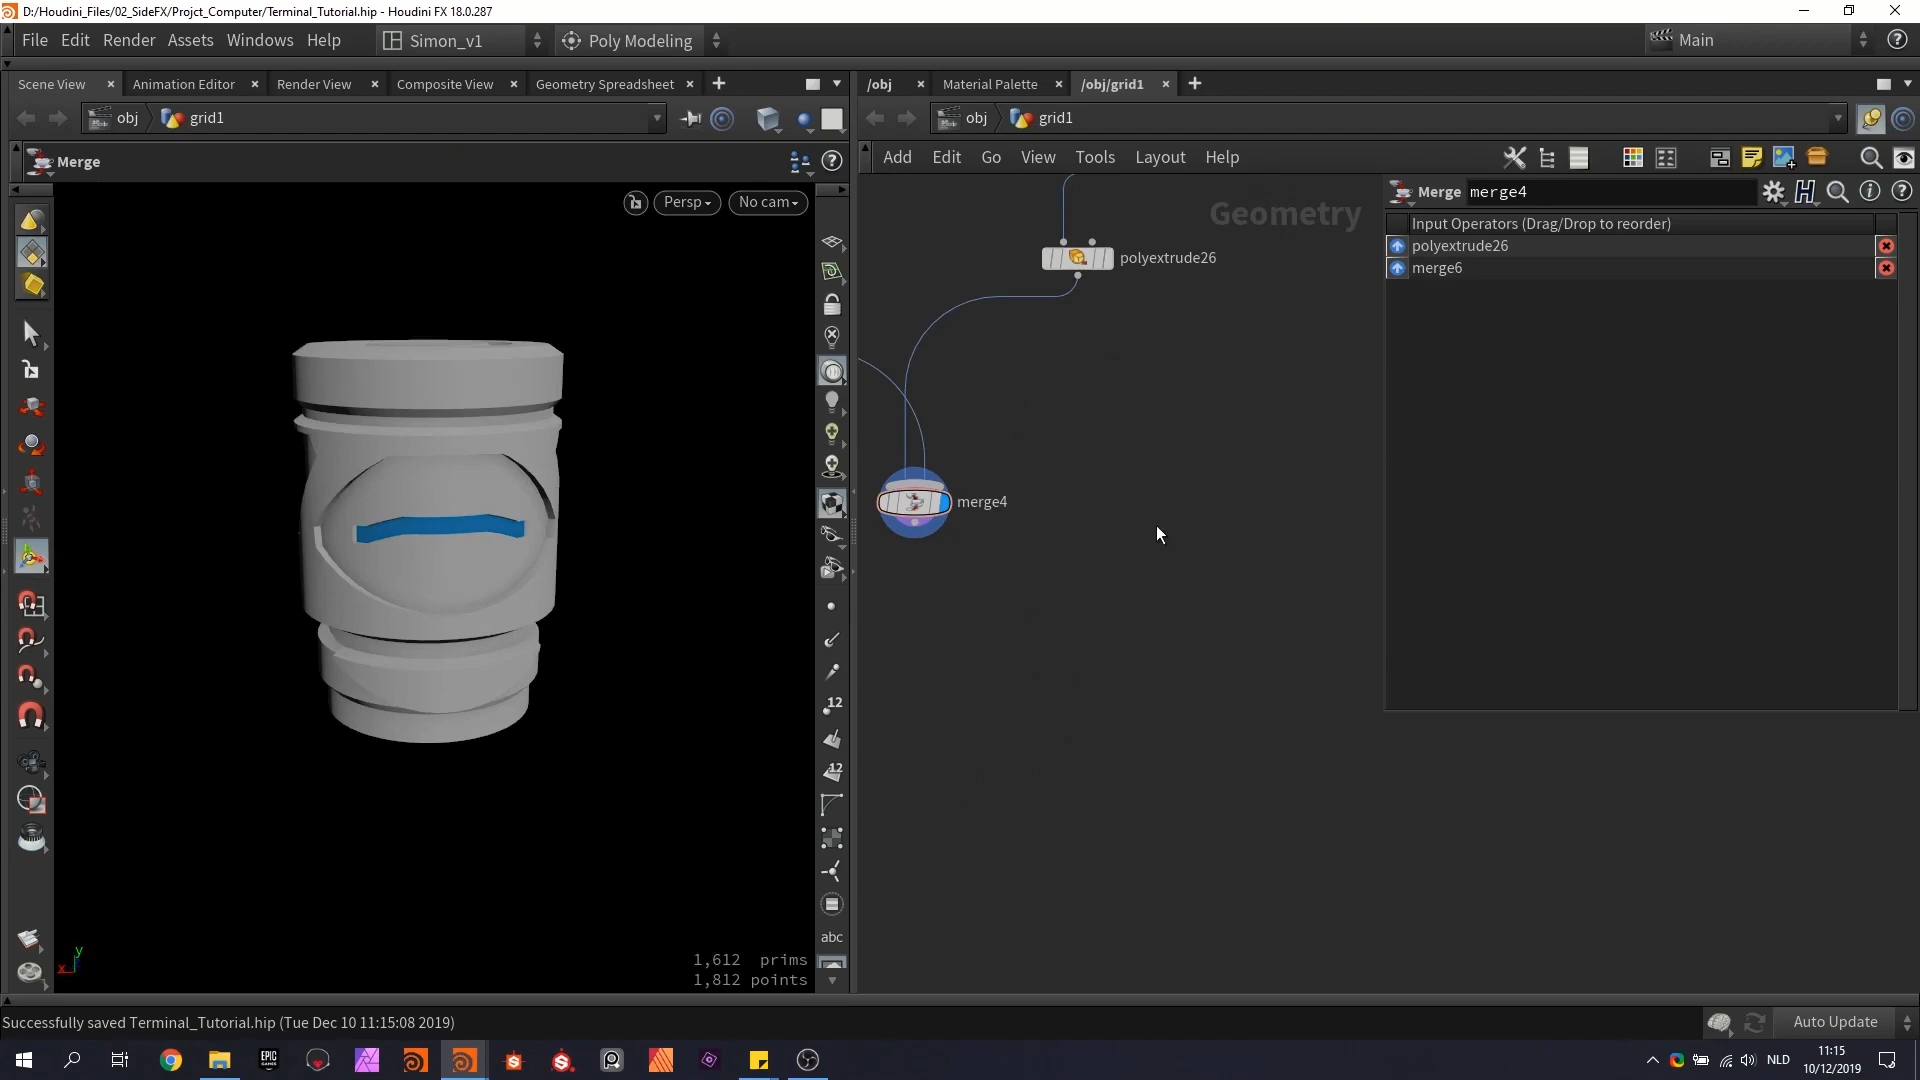 D:/Houdini_Files/02_SideFX/Projct_Computer/Terminal_Tutorial.hip - Houdini FX 18.0.287
File Edit Render Assets Windows Help Simon_v1 Poly Modeling Main
Scene View Animation Editor Render View Composite View Geometry Spreadsheet
obj grid1
Merge
Persp No cam
12
12
abc
y
x
1,612 prims
1,812 points
/obj Material Palette /obj/grid1
obj grid1
Add Edit Go View Tools Layout Help
Geometry
polyextrude26
merge4
Merge merge4
Input Operators (Drag/Drop to reorder)
polyextrude26
merge6
Successfully saved Terminal_Tutorial.hip (Tue Dec 10 11:15:08 2019)
Auto Update
EPIC GAMES
NLD
11:15
10/12/2019